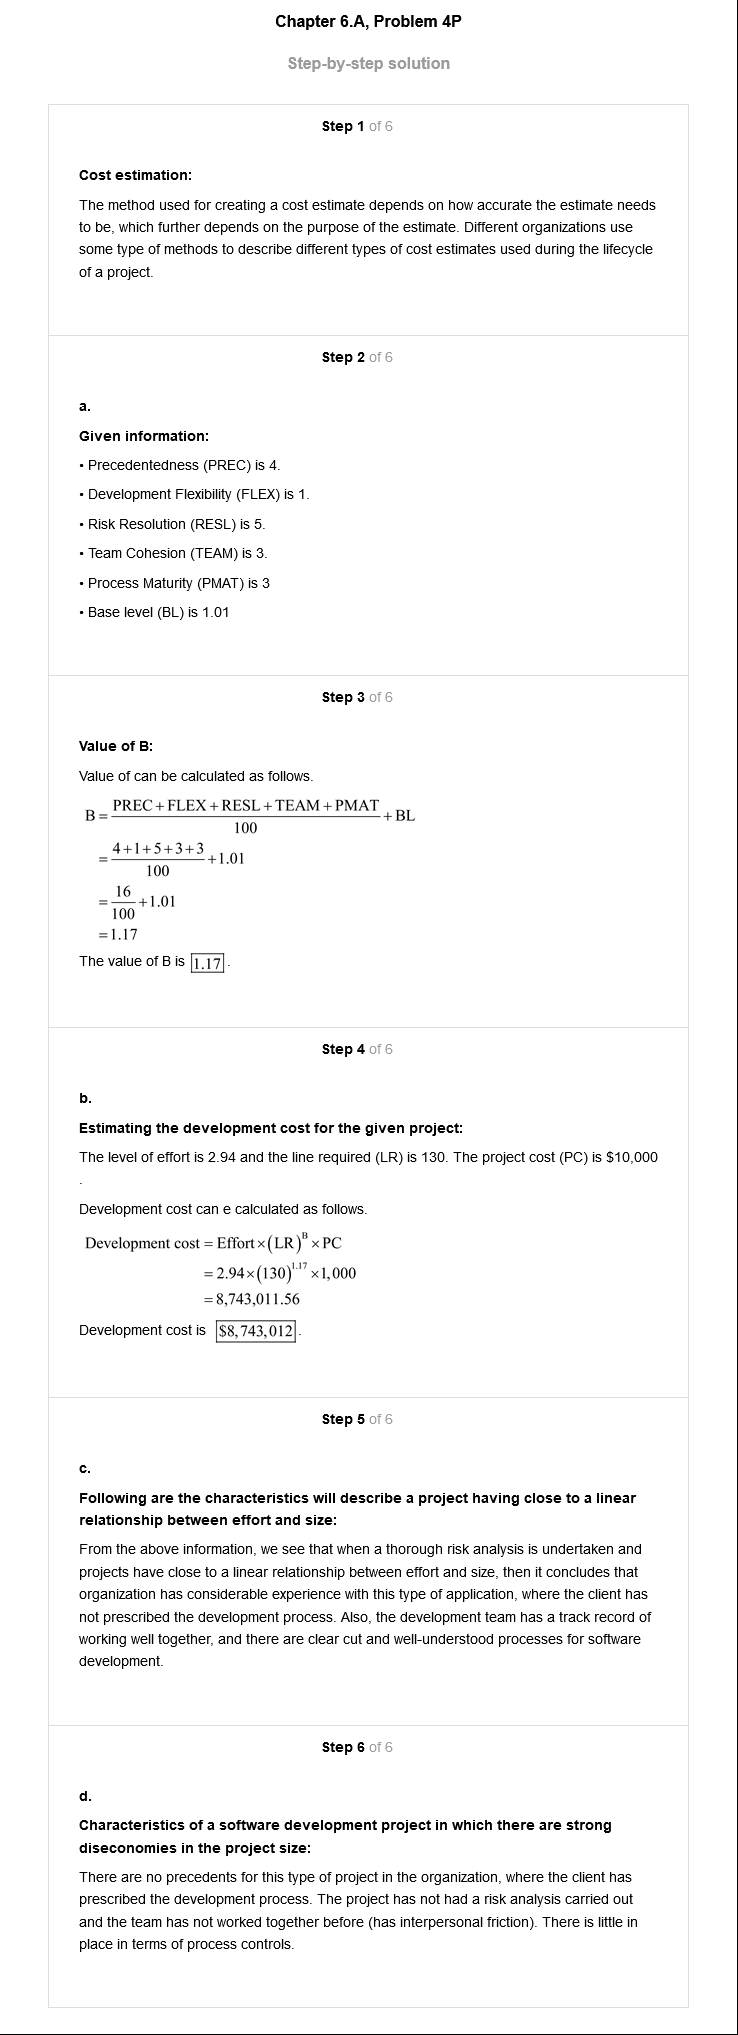 Chapter 6.A, Problem 4P
Step-by-step solution
Step 1 of 6
Cost estimation:
The method used for creating a cost estimate depends on how accurate the estimate needs
to be, which further depends on the purpose of the estimate. Different organizations use
some type of methods to describe different types of cost estimates used during the lifecycle
of a project.
Step 2 of 6
a.
Given information:
• Precedentedness (PREC) is 4.
• Development Flexibility (FLEX) is 1.
• Risk Resolution (RESL) is 5.
• Team Cohesion (TEAM) is 3.
• Process Maturity (PMAT) is 3
• Base level (BL) is 1.01
Step 3 of 6
Value of B:
Value of can be calculated as follows.
B = PREC + FLEX + RESL + TEAM + PMAT / 100 + BL
= 4+1+5+3+3 / 100 + 1.01
= 16 / 100 + 1.01
= 1.17
The value of B is 1.17.
Step 4 of 6
b.
Estimating the development cost for the given project:
The level of effort is 2.94 and the line required (LR) is 130. The project cost (PC) is $10,000
.
Development cost can e calculated as follows.
Development cost = Effort × (LR)^B × PC
= 2.94 × (130)^1.17 × 1,000
= 8,743,011.56
Development cost is $8,743,012.
Step 5 of 6
c.
Following are the characteristics will describe a project having close to a linear
relationship between effort and size:
From the above information, we see that when a thorough risk analysis is undertaken and
projects have close to a linear relationship between effort and size, then it concludes that
organization has considerable experience with this type of application, where the client has
not prescribed the development process. Also, the development team has a track record of
working well together, and there are clear cut and well-understood processes for software
development.
Step 6 of 6
d.
Characteristics of a software development project in which there are strong
diseconomies in the project size:
There are no precedents for this type of project in the organization, where the client has
prescribed the development process. The project has not had a risk analysis carried out
and the team has not worked together before (has interpersonal friction). There is little in
place in terms of process controls.